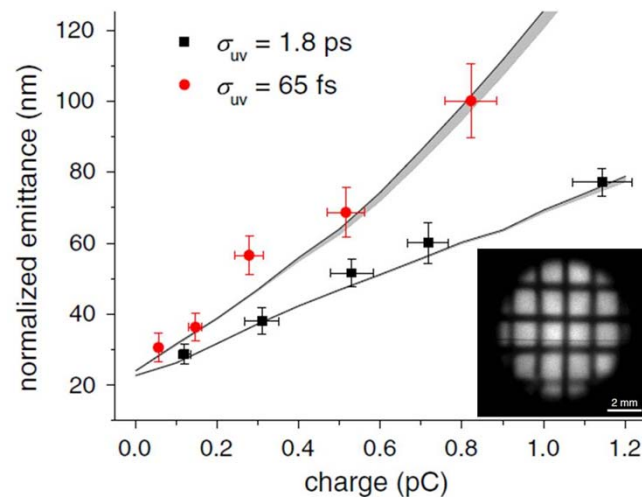 120
100
80
60
40
20
normalized emittance (nm)
σuv = 1.8 ps
σuv = 65 fs
2 mm
0.0 0.2 0.4 0.6 0.8 1.0 1.2
charge (pC)